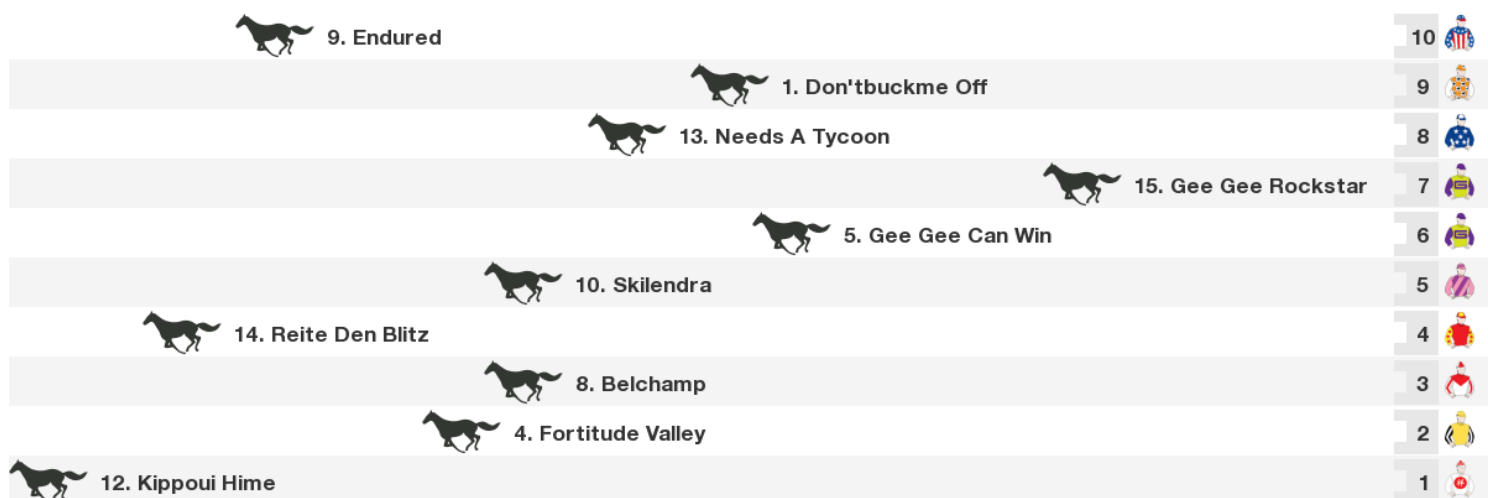 9. Endured 10
1. Don'tbuckme Off 9
13. Needs A Tycoon 8
15. Gee Gee Rockstar 7
5. Gee Gee Can Win 6
10. Skilendra 5
14. Reite Den Blitz 4
8. Belchamp 3
4. Fortitude Valley 2
12. Kippoui Hime 1